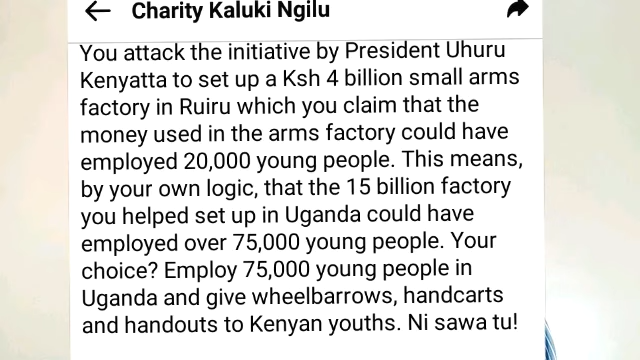 Charity Kaluki Ngilu
You attack the initiative by President Uhuru
Kenyatta to set up a Ksh 4 billion small arms
factory in Ruiru which you claim that the
money used in the arms factory could have
employed 20,000 young people. This means,
by your own logic, that the 15 billion factory
you helped set up in Uganda could have
employed over 75,000 young people. Your
choice? Employ 75,000 young people in
Uganda and give wheelbarrows, handcarts
and handouts to Kenyan youths. Ni sawa tu!